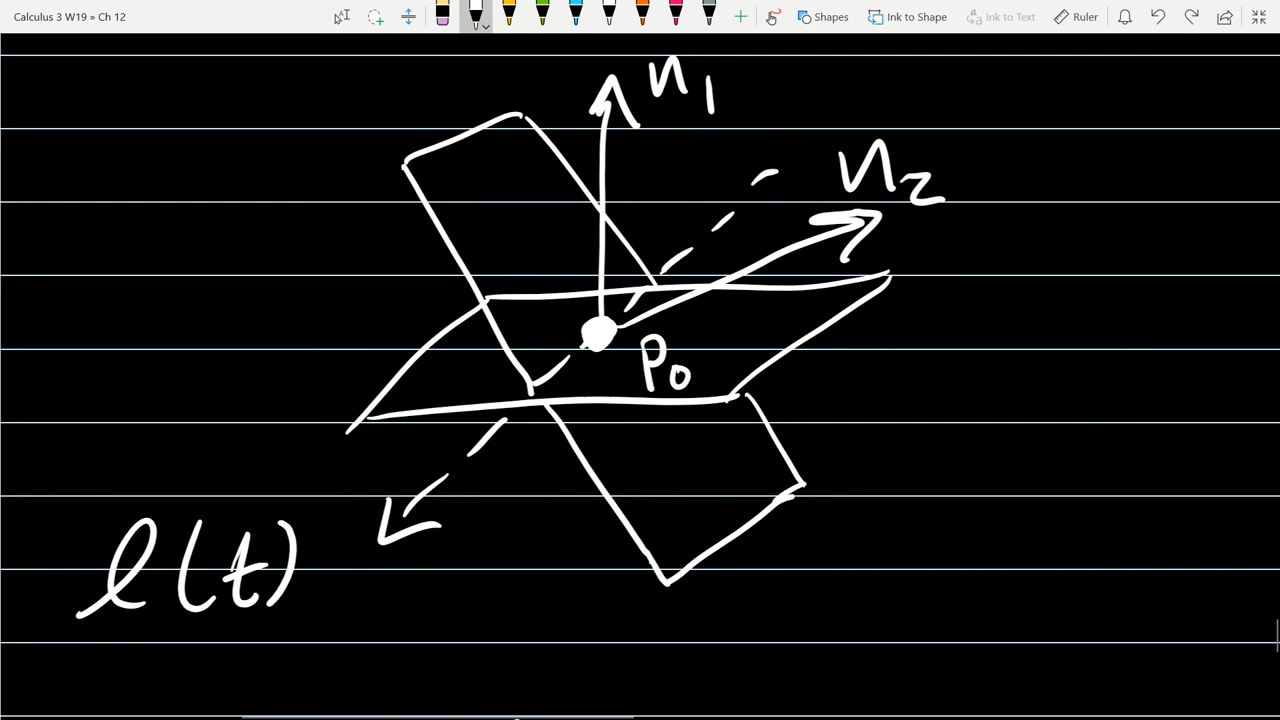 Calculus 3 W19 » Ch 12
Shapes
Ink to Shape
Ink to Text
Ruler
n₁
n₂
P₀
l(t)